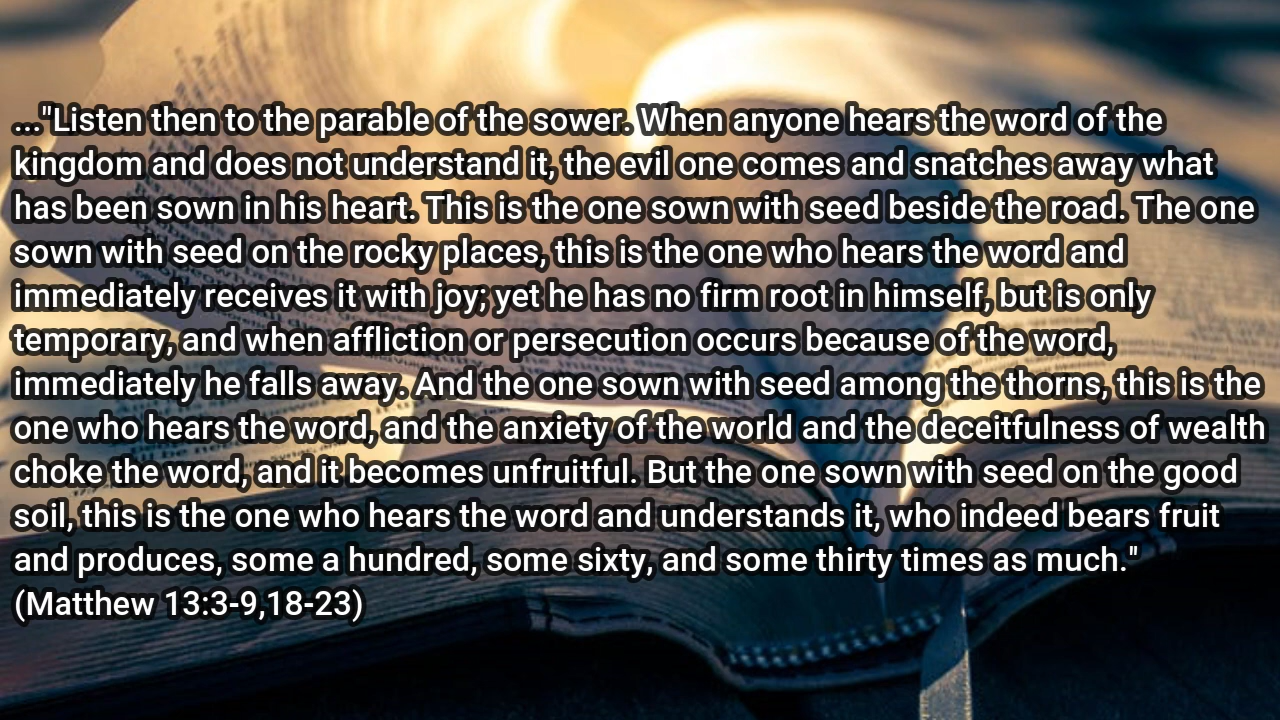 ..."Listen then to the parable of the sower. When anyone hears the word of the
kingdom and does not understand it, the evil one comes and snatches away what
has been sown in his heart. This is the one sown with seed beside the road. The one
sown with seed on the rocky places, this is the one who hears the word and
immediately receives it with joy; yet he has no firm root in himself, but is only
temporary, and when affliction or persecution occurs because of the word,
immediately he falls away. And the one sown with seed among the thorns, this is the
one who hears the word, and the anxiety of the world and the deceitfulness of wealth
choke the word, and it becomes unfruitful. But the one sown with seed on the good
soil, this is the one who hears the word and understands it, who indeed bears fruit
and produces, some a hundred, some sixty, and some thirty times as much."
(Matthew 13:3-9,18-23)